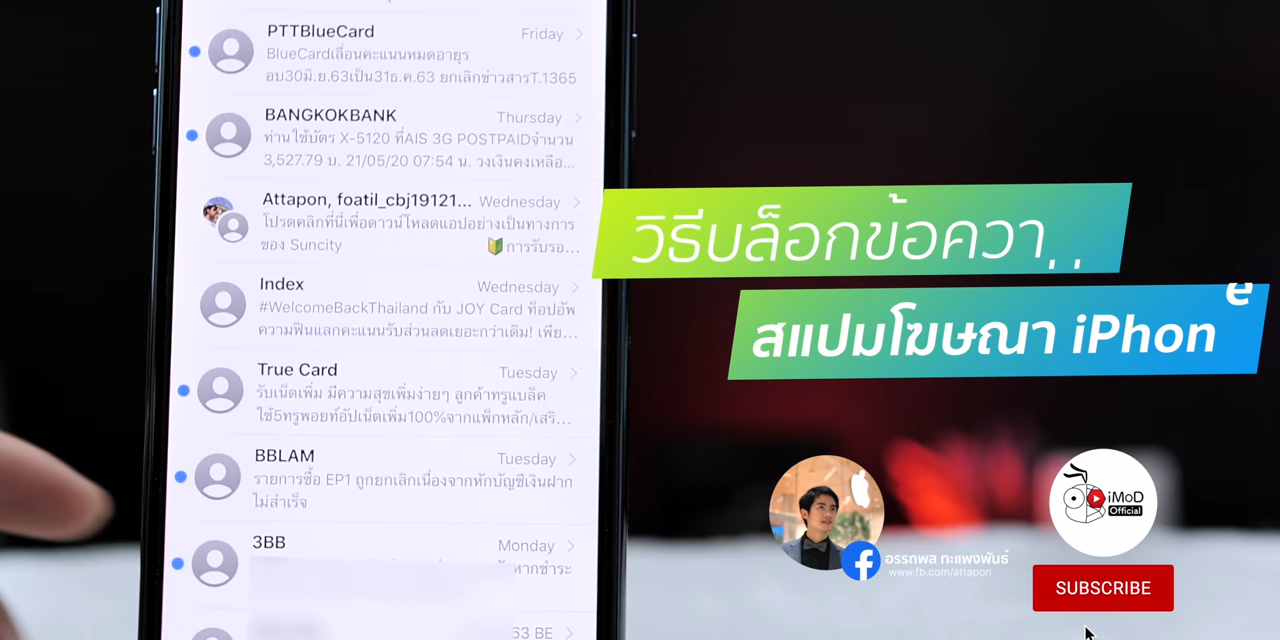 PTTBlueCard
Friday
BlueCardเลื่อนคะแนนหมดอายุร
อบ30มิ.ย.63เป็น31ธ.ค.63 ยกเลิกข่าวสารT.1365
BANGKOKBANK
Thursday
ท่านใช้บัตร X-5120 ที่AIS 3G POSTPAIDจำนวน
3,527.79 บ. 21/05/20 07:54 น. วงเงินคงเหลือ...
Attapon, foatil_cbj19121...
Wednesday
โปรดคลิกที่นี่เพื่อดาวน์โหลดแอปอย่างเป็นทางการ
ของ Suncity 🔰การรับรอ...
Index
Wednesday
#WelcomeBackThailand กับ JOY Card ท็อปอัพ
ความฟินแลกคะแนนรับส่วนลดเยอะกว่าเดิม! เพีย...
True Card
Tuesday
รับเน็ตเพิ่ม มีความสุขเพิ่มง่ายๆ ลูกค้าทรูแบล็ค
ใช้5ทรูพอยท์อัปเน็ตเพิ่ม100%จากแพ็กหลัก/เสริ...
BBLAM
Tuesday
รายการซื้อ EP1 ถูกยกเลิกเนื่องจากหักบัญชีเงินฝาก
ไม่สำเร็จ
3BB
Monday
หากชำระ
63 BE
วิธีบล็อกข้อควา
สแปมโฆษณา iPhone
อรรถพล ทะแพงพันธ์
www.fb.com/attapon
iMoD
Official
SUBSCRIBE